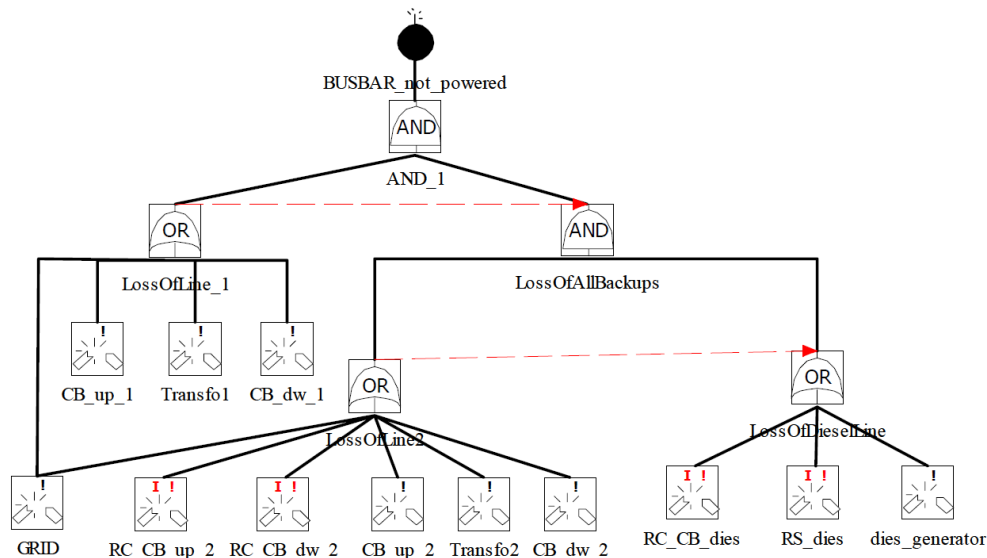 BUSBAR_not_powered
AND
AND_1
OR
AND
LossOfLine_1
LossOfAllBackups
! ! !
CB_up_1 Transfo1 CB_dw_1
OR
OR
LossOfLine2
LossOfDieselLine
! I ! I ! ! ! ! I ! I ! !
GRID RC_CB_up_2 RC_CB_dw_2 CB_up_2 Transfo2 CB_dw_2 RC_CB_dies RS_dies dies_generator